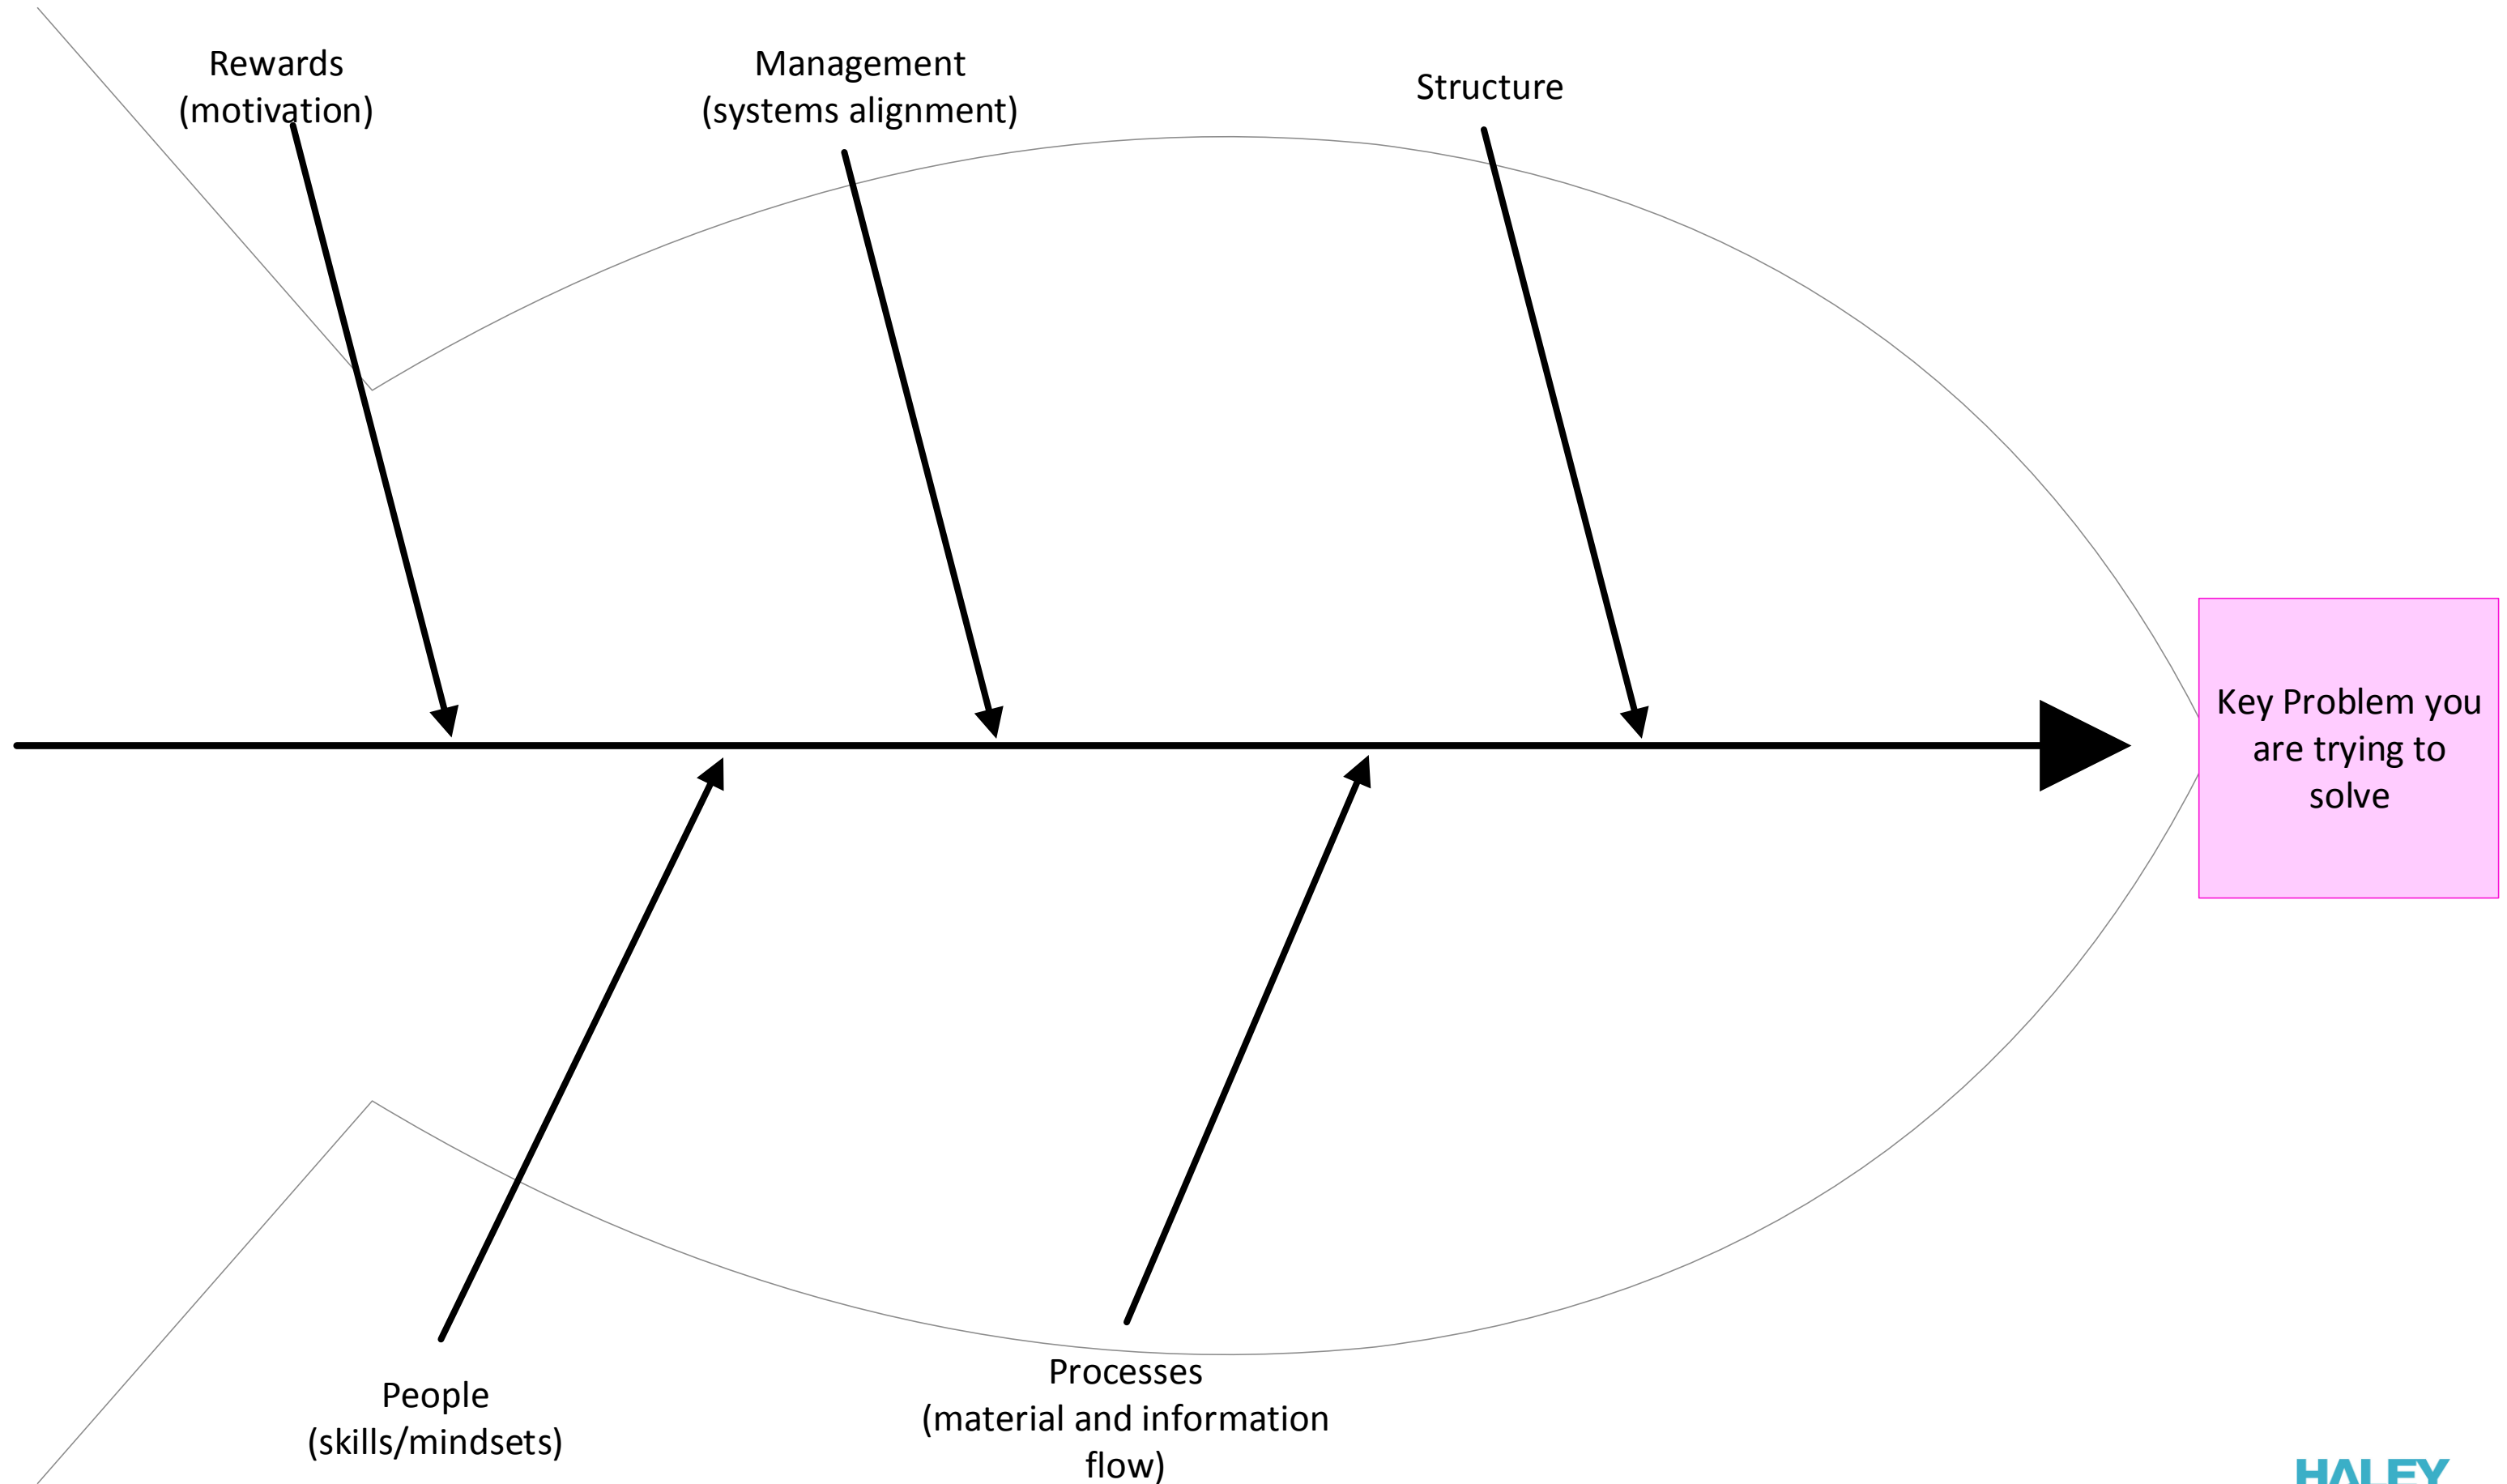 Rewards
(motivation)
Management
(systems alignment)
Structure
Key Problem you
are trying to
solve
People
(skills/mindsets)
Processes
(material and information
flow)
HALEY